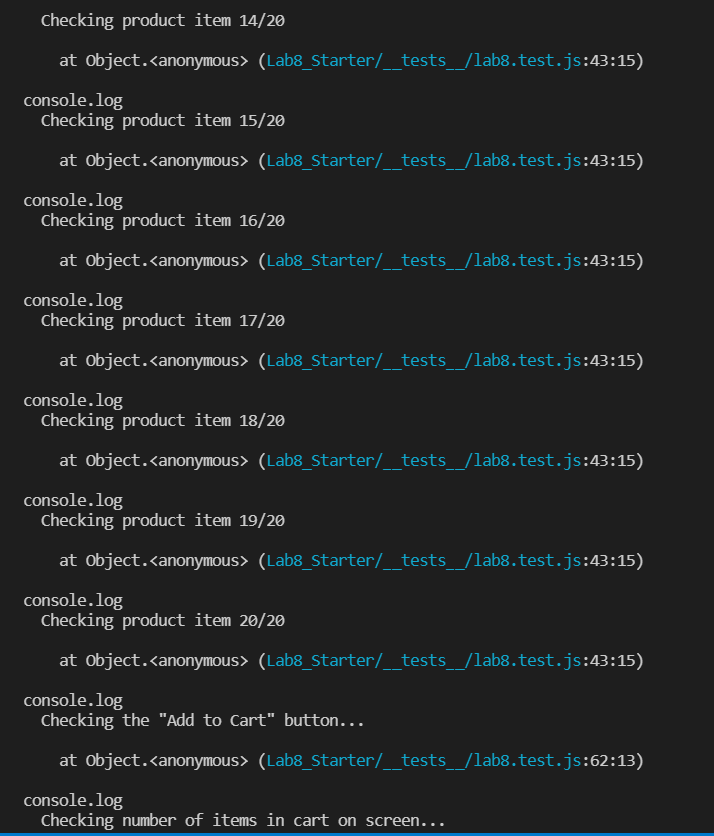 Checking product item 14/20
at Object.<anonymous> (Lab8_Starter/__tests__/lab8.test.js:43:15)
console.log
Checking product item 15/20
at Object.<anonymous> (Lab8_Starter/__tests__/lab8.test.js:43:15)
console.log
Checking product item 16/20
at Object.<anonymous> (Lab8_Starter/__tests__/lab8.test.js:43:15)
console.log
Checking product item 17/20
at Object.<anonymous> (Lab8_Starter/__tests__/lab8.test.js:43:15)
console.log
Checking product item 18/20
at Object.<anonymous> (Lab8_Starter/__tests__/lab8.test.js:43:15)
console.log
Checking product item 19/20
at Object.<anonymous> (Lab8_Starter/__tests__/lab8.test.js:43:15)
console.log
Checking product item 20/20
at Object.<anonymous> (Lab8_Starter/__tests__/lab8.test.js:43:15)
console.log
Checking the "Add to Cart" button...
at Object.<anonymous> (Lab8_Starter/__tests__/lab8.test.js:62:13)
console.log
Checking number of items in cart on screen...